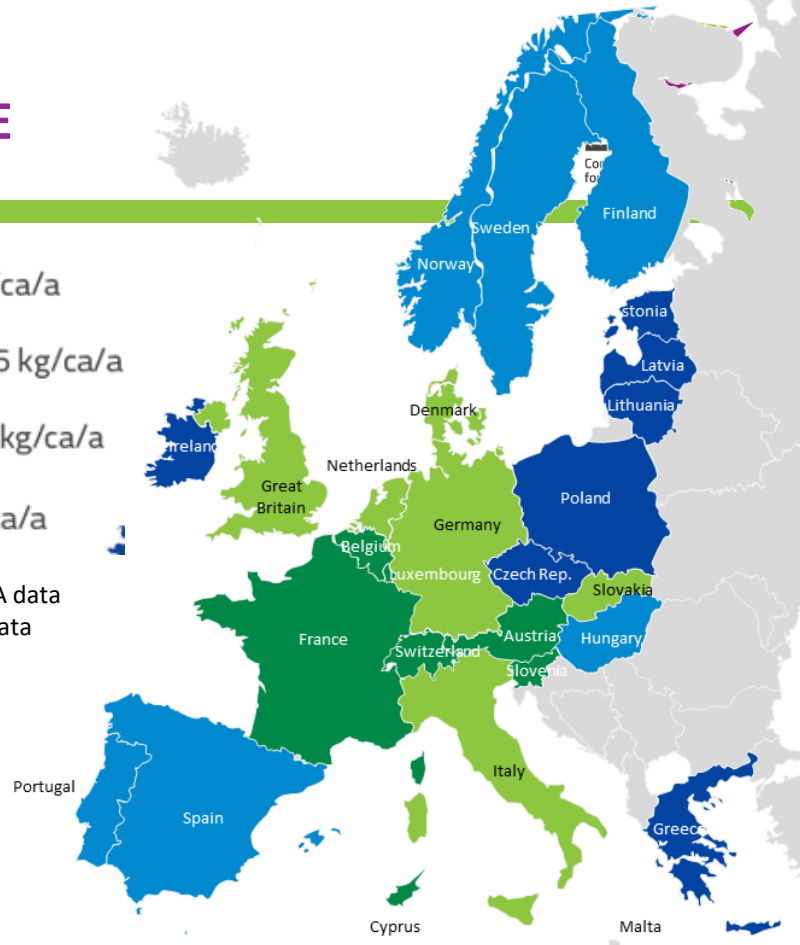 E
Finland
Sweden
Norway
/ca/a
stonia
5 kg/ca/a
Latvia
Lithuania
Denmark
kg/ca/a
Ireland
Netherlands
Great
Britain
Poland
a/a
Germany
Belgium
Luxembourg
Czech Rep.
A data
Slovakia
ata
France
Austria
Hungary
Switzerland
Slovenia
Italy
Portugal
Spain
Greece
Cyprus
Malta